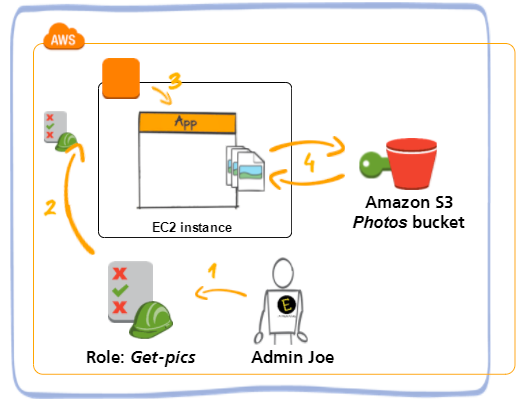 AWS
3
App
4
2
EC2 instance
Amazon S3
Photos bucket
1
E
Role: Get-pics
Admin Joe